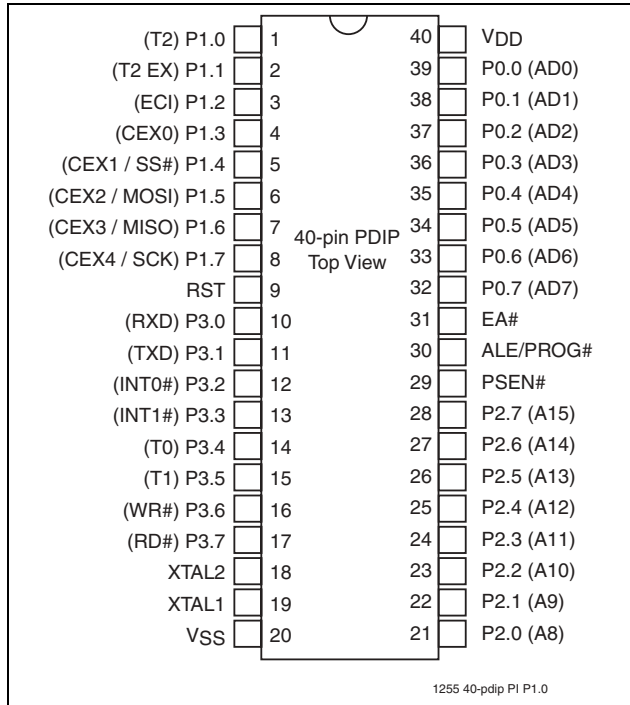 (T2) P1.0 1 40 VDD
(T2 EX) P1.1 2 39 P0.0 (AD0)
(ECI) P1.2 3 38 P0.1 (AD1)
(CEX0) P1.3 4 37 P0.2 (AD2)
(CEX1 / SS#) P1.4 5 36 P0.3 (AD3)
(CEX2 / MOSI) P1.5 6 35 P0.4 (AD4)
(CEX3 / MISO) P1.6 7 34 P0.5 (AD5)
40-pin PDIP
(CEX4 / SCK) P1.7 8 Top View 33 P0.6 (AD6)
RST 9 32 P0.7 (AD7)
(RXD) P3.0 10 31 EA#
(TXD) P3.1 11 30 ALE/PROG#
(INT0#) P3.2 12 29 PSEN#
(INT1#) P3.3 13 28 P2.7 (A15)
(T0) P3.4 14 27 P2.6 (A14)
(T1) P3.5 15 26 P2.5 (A13)
(WR#) P3.6 16 25 P2.4 (A12)
(RD#) P3.7 17 24 P2.3 (A11)
XTAL2 18 23 P2.2 (A10)
XTAL1 19 22 P2.1 (A9)
VSS 20 21 P2.0 (A8)
1255 40-pdip PI P1.0